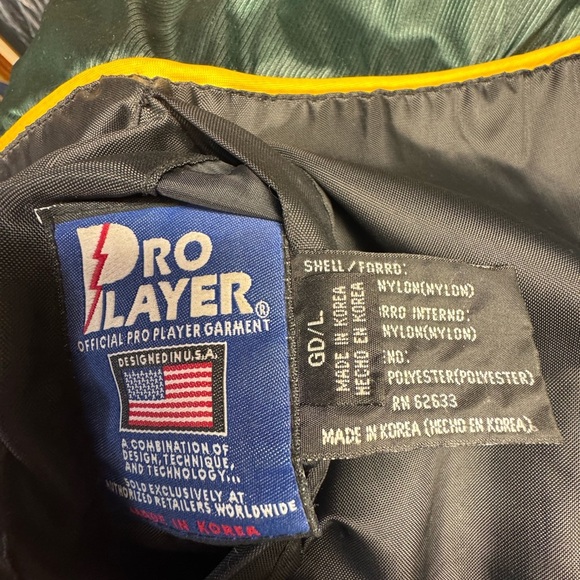 PRO
PLAYER®
OFFICIAL PRO PLAYER GARMENT
DESIGNED IN U.S.A.
A COMBINATION OF
DESIGN, TECHNIQUE,
AND TECHNOLOGY...
SOLD EXCLUSIVELY AT
AUTHORIZED RETAILERS WORLDWIDE
MADE IN KOREA
GD/L
MADE IN KOREA
HECHO EN KOREA
SHELL/FORRO:
NYLON(NYLON)
RRO INTERNO:
NYLON(NYLON)
NO:
POLYESTER(POLYESTER)
RN 62633
MADE IN KOREA (HECHO EN KOREA).